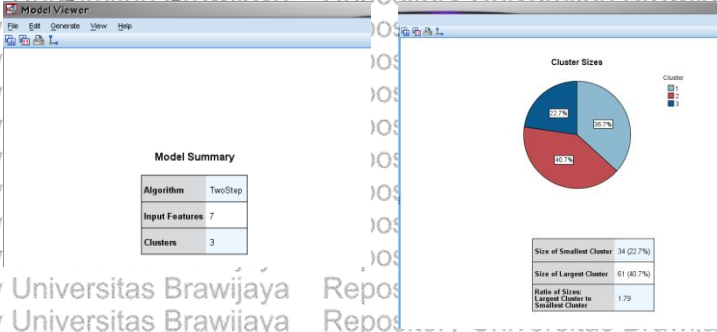 Model Viewer
File Edit Generate View Help
Model Summary
Algorithm TwoStep
Input Features 7
Clusters 3
Cluster Sizes
Cluster
1
2
3
22.7%
36.7%
40.7%
Size of Smallest Cluster 34 (22.7%)
Size of Largest Cluster 61 (40.7%)
Ratio of Sizes:
Largest Cluster to
Smallest Cluster 1.79
Universitas Brawijaya
Universitas Brawijaya